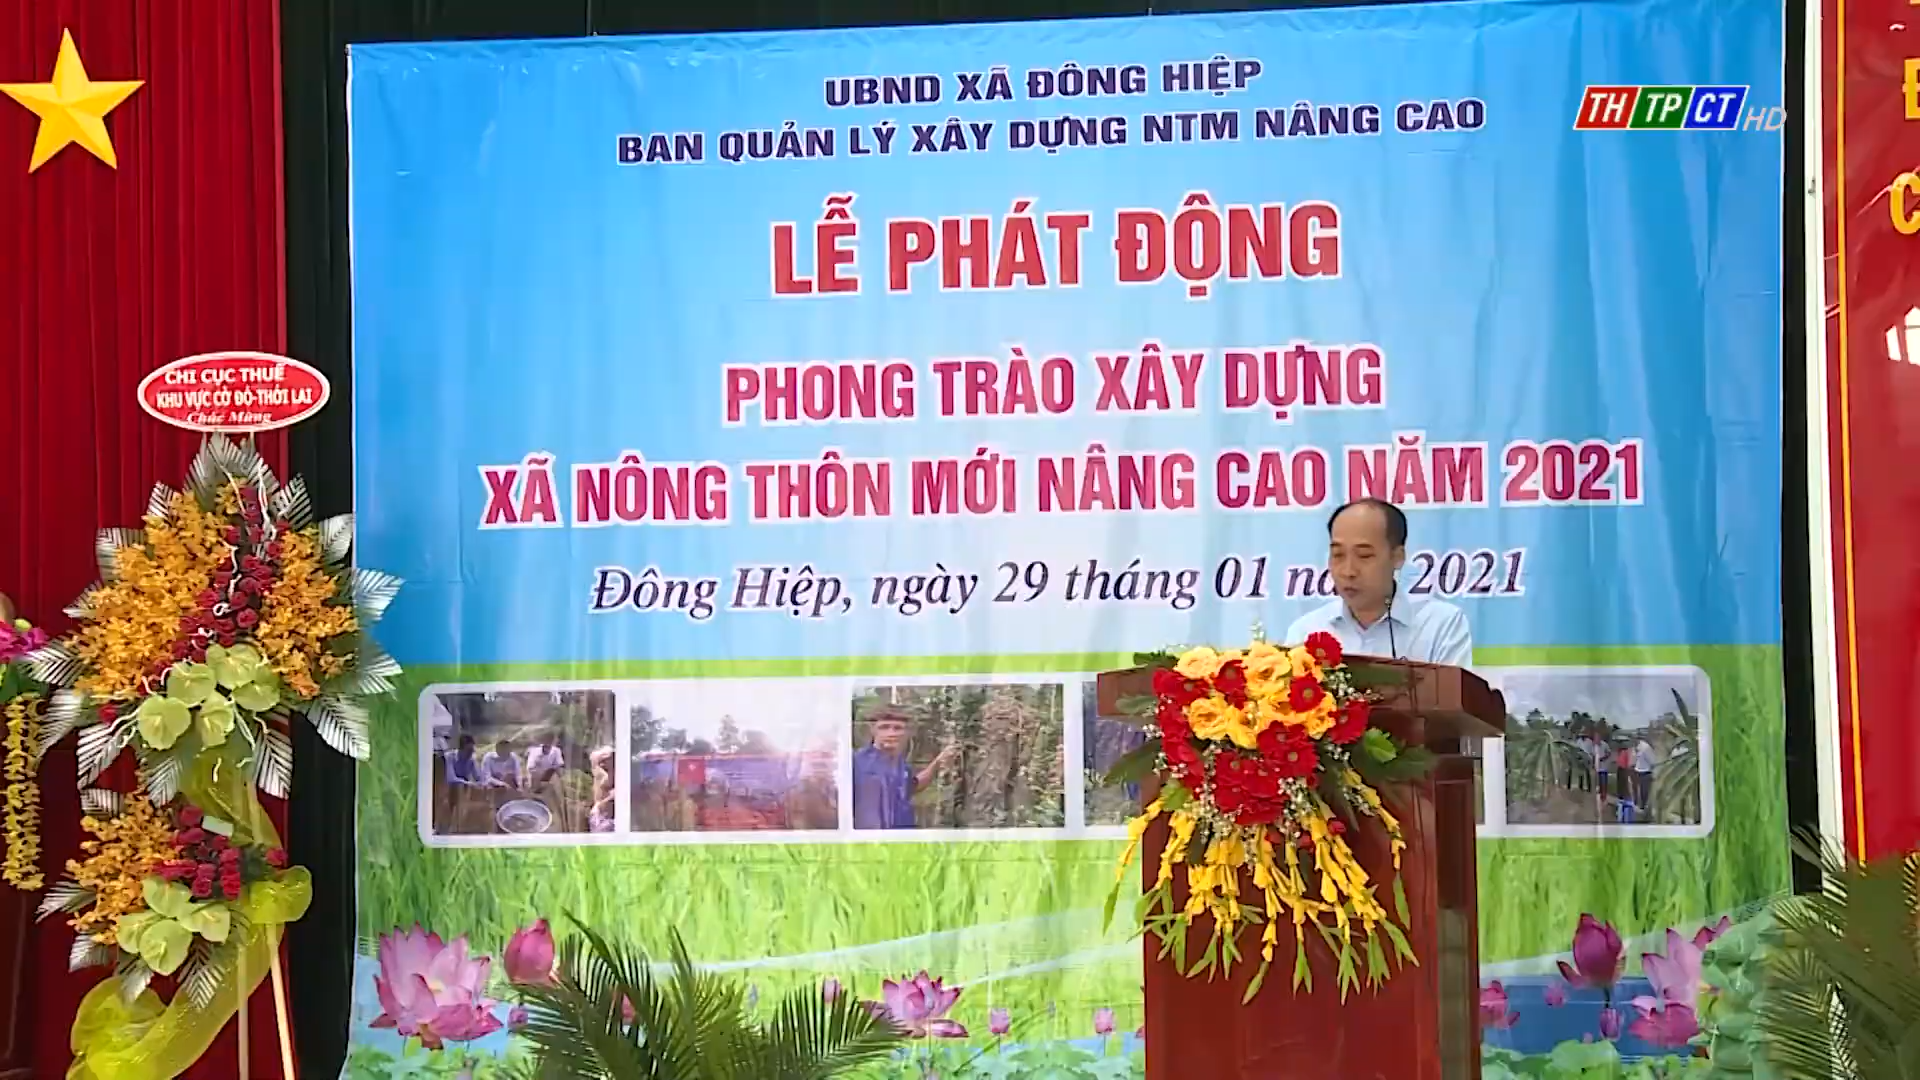 UBND XÃ ĐÔNG HIỆP
BAN QUẢN LÝ XÂY DỰNG NTM NÂNG CAO
THTPCT HD
LỄ PHÁT ĐỘNG
PHONG TRÀO XÂY DỰNG
XÃ NÔNG THÔN MỚI NÂNG CAO NĂM 2021
Đông Hiệp, ngày 29 tháng 01 2021
CHI CỤC THUẾ
KHU VỰC CỜ ĐỎ-THỚI LAI
Chúc Mừng